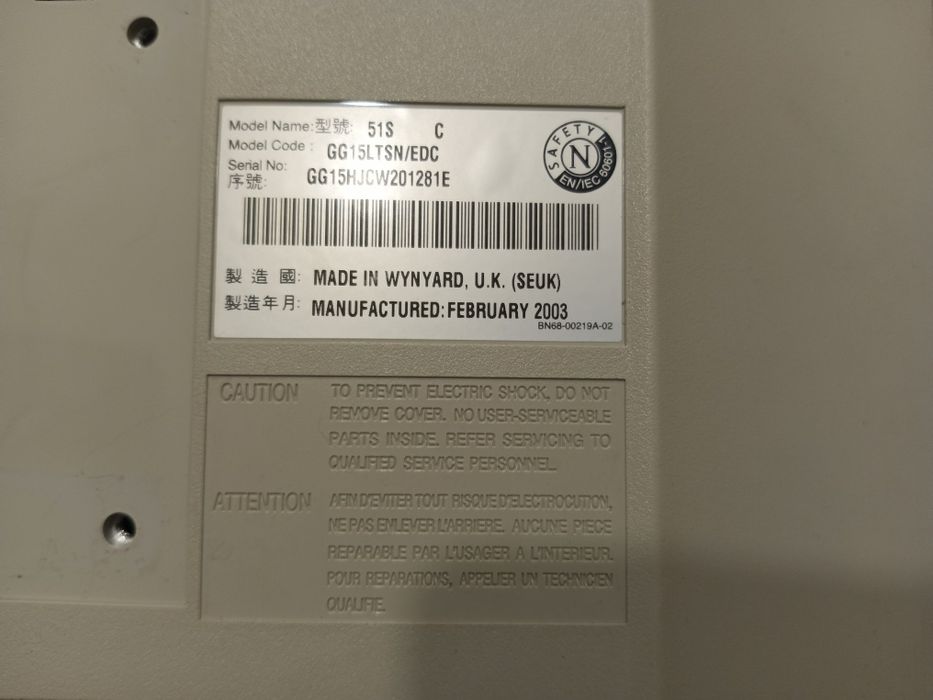 Model Name:型號: 51S C
Model Code : GG15LTSN/EDC
Serial No:
序號: GG15HJCW201281E
SAFETY
N
EN/IEC 60601-1
製 造 國: MADE IN WYNYARD, U.K. (SEUK)
製造年月: MANUFACTURED: FEBRUARY 2003
BN68-00219A-02
CAUTION TO PREVENT ELECTRIC SHOCK, DO NOT
REMOVE COVER. NO USER-SERVICEABLE
PARTS INSIDE. REFER SERVICING TO
QUALIFIED SERVICE PERSONNEL.
ATTENTION AFIN D'EVITER TOUT RISQUE D'ELECTROCUTION,
NE PAS ENLEVER L'ARRIERE. AUCUNE PIECE
REPARABLE PAR L'USAGER A L'INTERIEUR.
POUR REPARATIONS, APPELER UN TECHNICIEN
QUALIFIE.